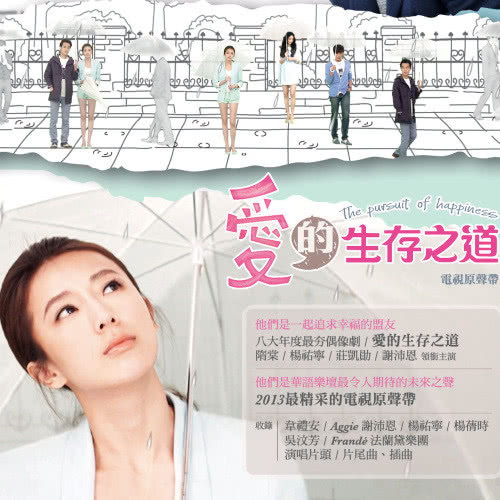 The pursuit of happiness
愛的生存之道
電視原聲帶
他們是一起追求幸福的盟友
八大年度最夯偶像劇 / 愛的生存之道
隋棠 / 楊祐寧 / 莊凱勛 / 謝沛恩 領銜主演
他們是華語樂壇最令人期待的未來之聲
2013最精采的電視原聲帶
收錄 韋禮安 / Aggie 謝沛恩 / 楊祐寧 / 楊蒨時
吳汶芳 / Frandé 法蘭黛樂團
演唱片頭 / 片尾曲、插曲